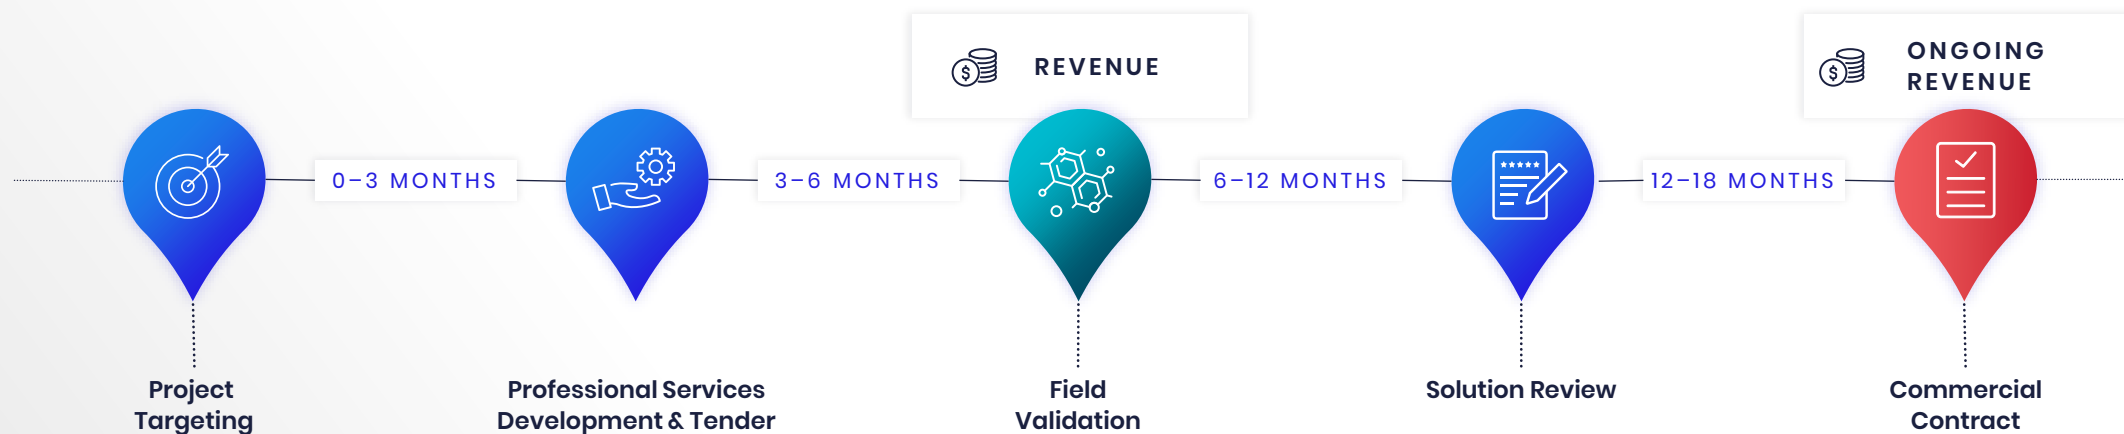 REVENUE
ONGOING
REVENUE
0–3 MONTHS
3–6 MONTHS
6–12 MONTHS
12–18 MONTHS
Project
Targeting
Professional Services
Development & Tender
Field
Validation
Solution Review
Commercial
Contract